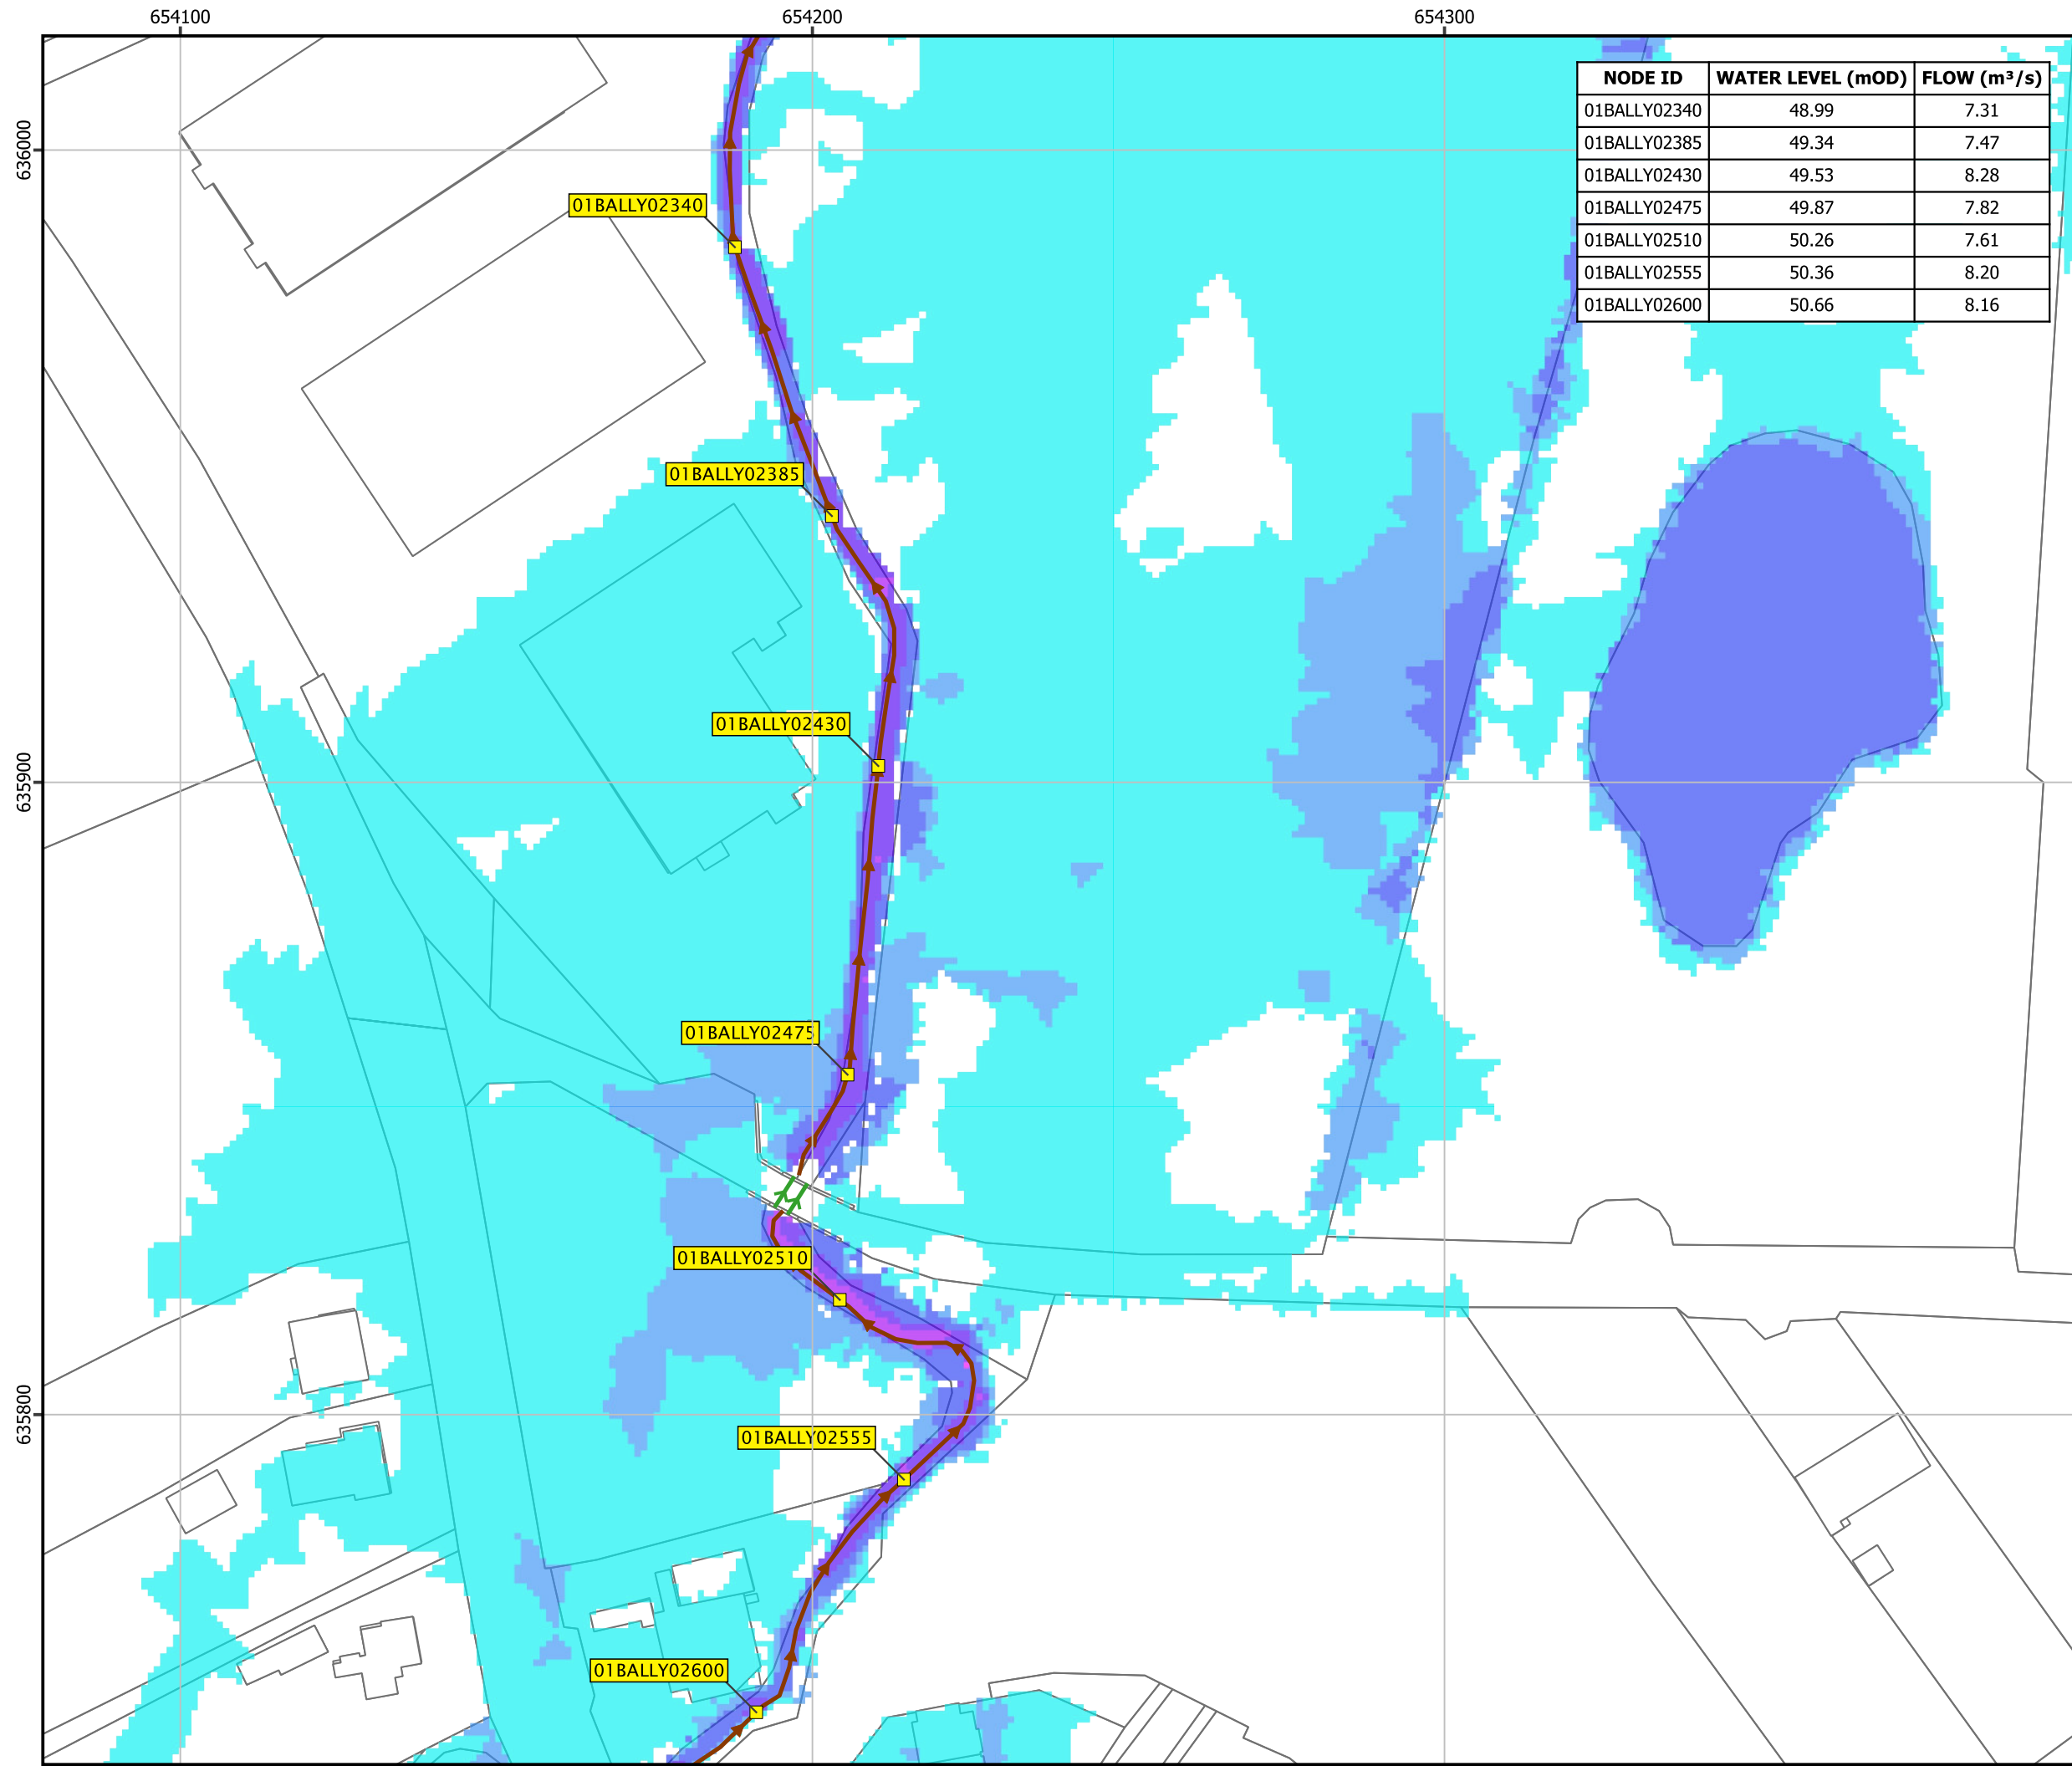 654100 654200 654300
NODE ID WATER LEVEL (mOD) FLOW (m³/s)
01BALLY02340 48.99 7.31
01BALLY02385 49.34 7.47
01BALLY02430 49.53 8.28
01BALLY02475 49.87 7.82
01BALLY02510 50.26 7.61
01BALLY02555 50.36 8.20
01BALLY02600 50.66 8.16
636000
01BALLY02340
01BALLY02385
01BALLY02430
635900
01BALLY02475
01BALLY02510
635800
01BALLY02555
01BALLY02600